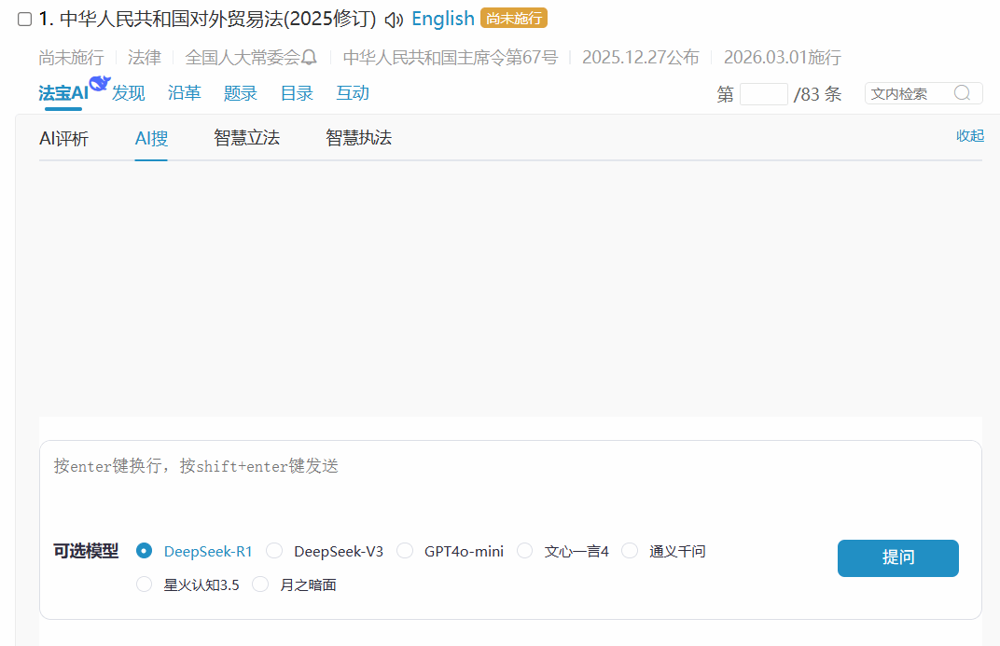 1. 中华人民共和国对外贸易法(2025修订) English 尚未施行
尚未施行 法律 全国人大常委会 中华人民共和国主席令第67号 2025.12.27公布 2026.03.01施行
法宝AI 发现 沿革 题录 目录 互动 第 /83 条 文内检索
AI评析 AI搜 智慧立法 智慧执法 收起
按enter键换行，按shift+enter键发送
可选模型 DeepSeek-R1 DeepSeek-V3 GPT4o-mini 文心一言4 通义千问 提问
星火认知3.5 月之暗面